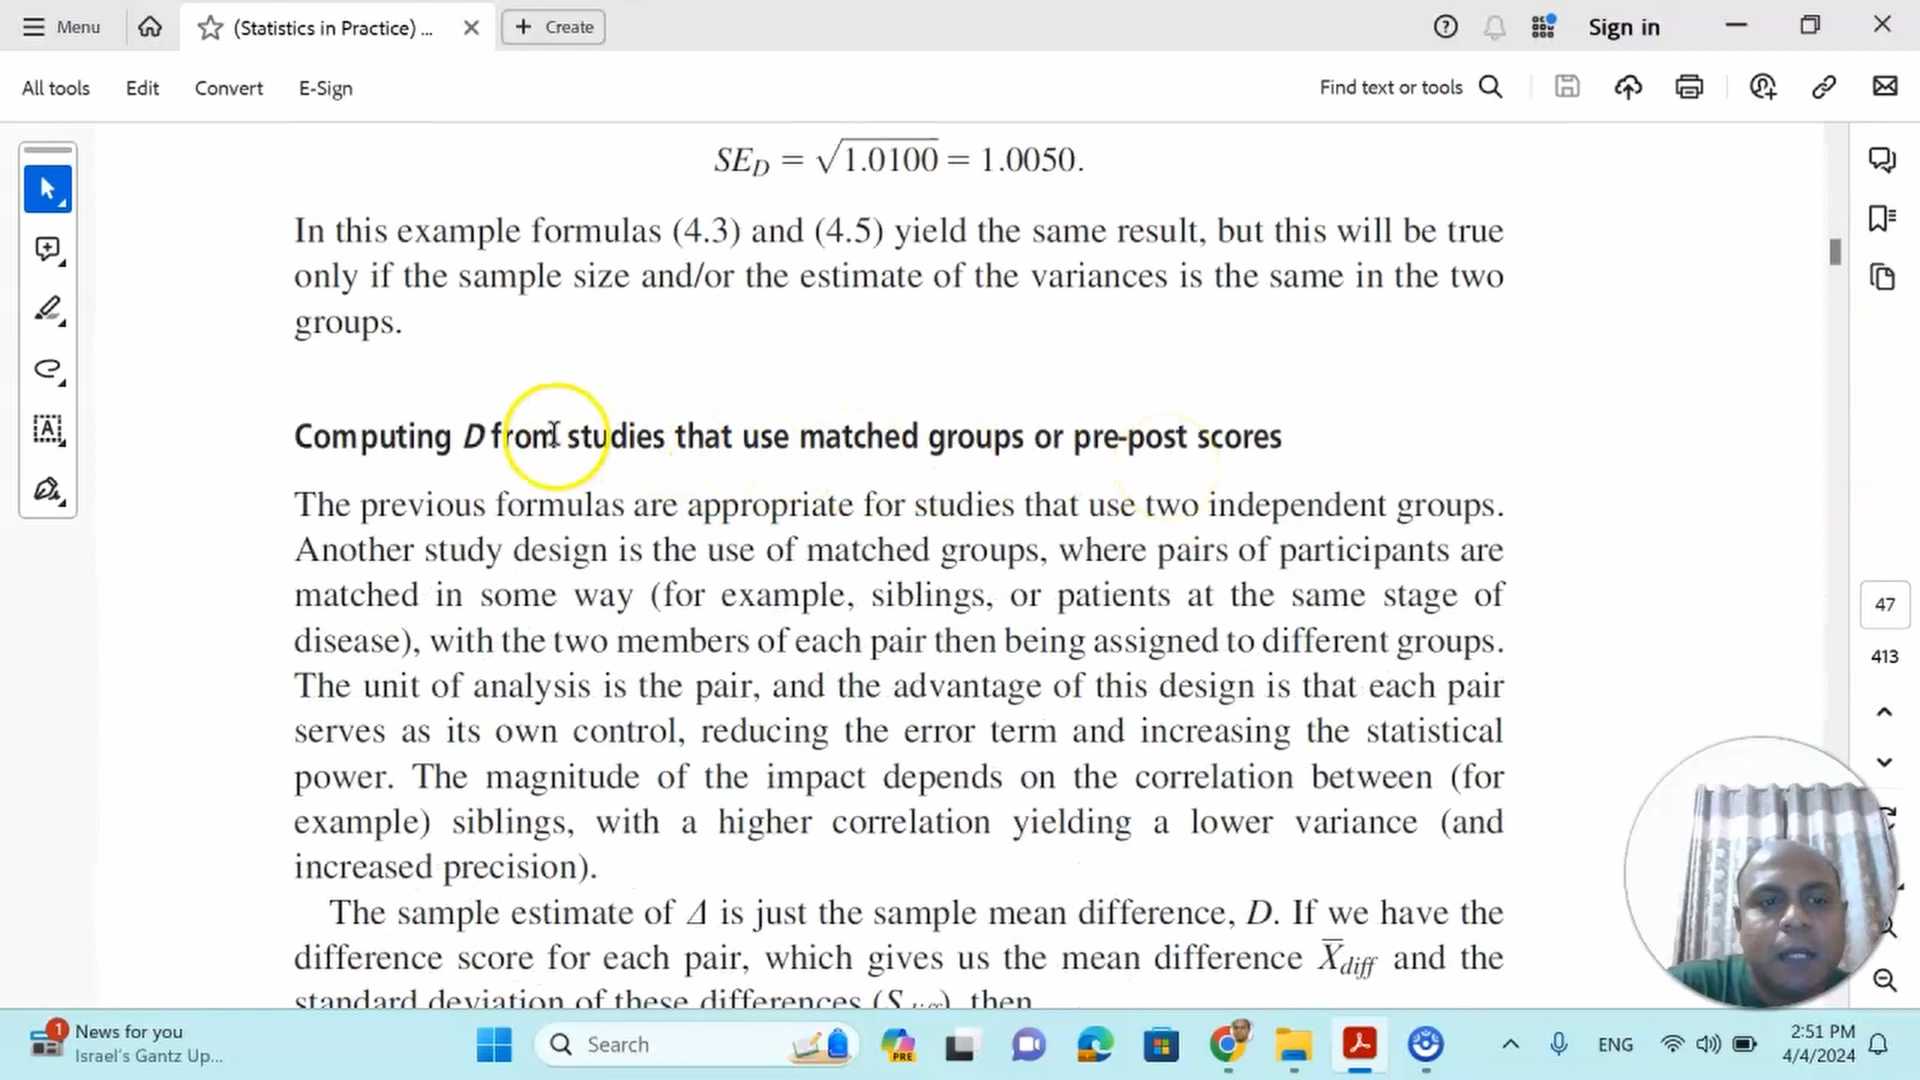 Menu
(Statistics in Practice) ...
Create
Sign in
All tools
Edit
Convert
E-Sign
Find text or tools
SE_D = √1.0100 = 1.0050.
In this example formulas (4.3) and (4.5) yield the same result, but this will be true
only if the sample size and/or the estimate of the variances is the same in the two
groups.
Computing D from studies that use matched groups or pre-post scores
The previous formulas are appropriate for studies that use two independent groups.
Another study design is the use of matched groups, where pairs of participants are
matched in some way (for example, siblings, or patients at the same stage of
disease), with the two members of each pair then being assigned to different groups.
The unit of analysis is the pair, and the advantage of this design is that each pair
serves as its own control, reducing the error term and increasing the statistical
power. The magnitude of the impact depends on the correlation between (for
example) siblings, with a higher correlation yielding a lower variance (and
increased precision).
The sample estimate of Δ is just the sample mean difference, D. If we have the
difference score for each pair, which gives us the mean difference X̅_diff and the
standard deviation of these differences (S_diff), then
47
413
1
News for you
Israel's Gantz Up...
Search
PRE
ENG
2:51 PM
4/4/2024